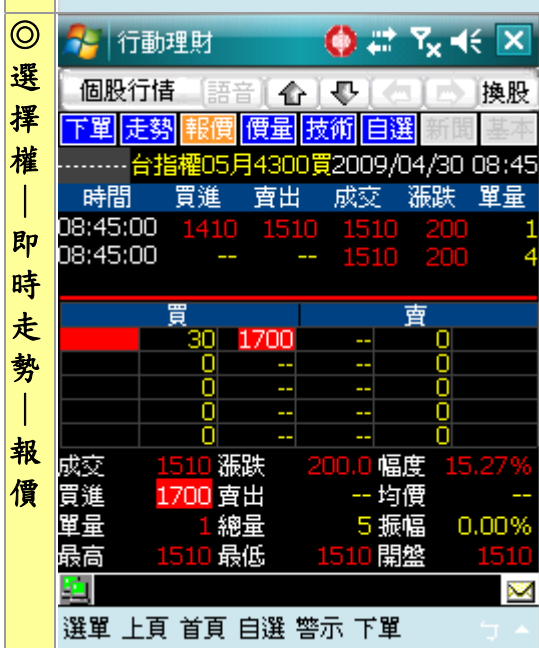 ◎選擇權｜即時走勢｜報價
行動理財
個股行情 語音 換股
下單 走勢 報價 價量 技術 自選 新聞 基本
--------- 台指權05月4300買2009/04/30 08:45
時間 買進 賣出 成交 漲跌 單量
08:45:00 1410 1510 1510 200 1
08:45:00 -- -- 1510 200 4
買 賣
30 1700 -- 0
0 -- -- 0
0 -- -- 0
0 -- -- 0
0 -- -- 0
成交 1510 漲跌 200.0 幅度 15.27%
買進 1700 賣出 -- 均價 --
單量 1 總量 5 振幅 0.00%
最高 1510 最低 1510 開盤 1510
選單 上頁 首頁 自選 警示 下單 ㄅ